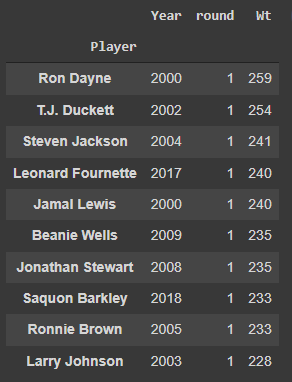 Year round Wt
Player
Ron Dayne 2000 1 259
T.J. Duckett 2002 1 254
Steven Jackson 2004 1 241
Leonard Fournette 2017 1 240
Jamal Lewis 2000 1 240
Beanie Wells 2009 1 235
Jonathan Stewart 2008 1 235
Saquon Barkley 2018 1 233
Ronnie Brown 2005 1 233
Larry Johnson 2003 1 228